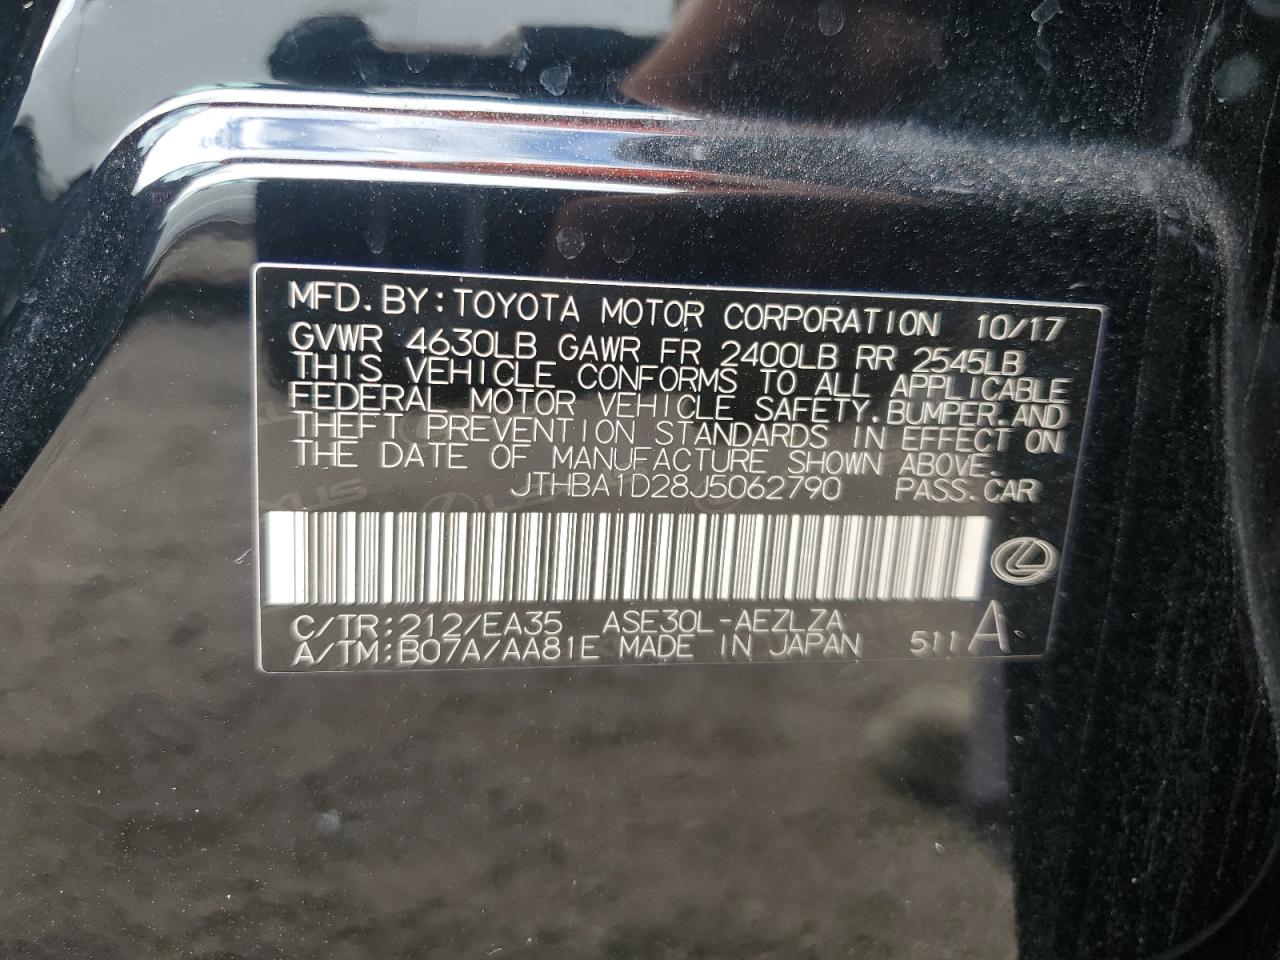 MFD. BY: TOYOTA MOTOR CORPORATION 10/17
GVWR 4630LB GAWR FR 2400LB RR 2545LB
THIS VEHICLE CONFORMS TO ALL APPLICABLE
FEDERAL MOTOR VEHICLE SAFETY, BUMPER, AND
THEFT PREVENTION STANDARDS IN EFFECT ON
THE DATE OF MANUFACTURE SHOWN ABOVE.
JTHBA1D28J5062790 PASS. CAR
C/TR:212/EA35 ASE30L-AEZLZA
A/TM:B07A/AA81E MADE IN JAPAN 511 A